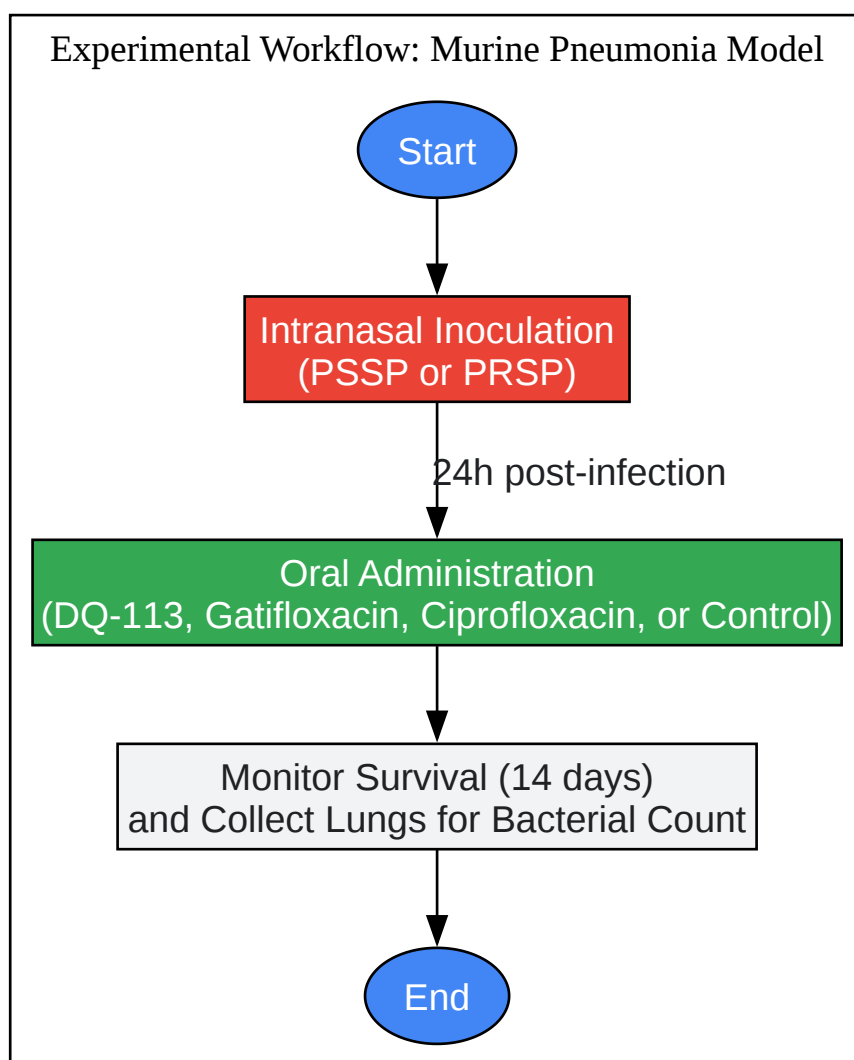 Experimental Workflow: Murine Pneumonia Model
Start
Intranasal Inoculation
(PSSP or PRSP)
24h post-infection
Oral Administration
(DQ-113, Gatifloxacin, Ciprofloxacin, or Control)
Monitor Survival (14 days)
and Collect Lungs for Bacterial Count
End